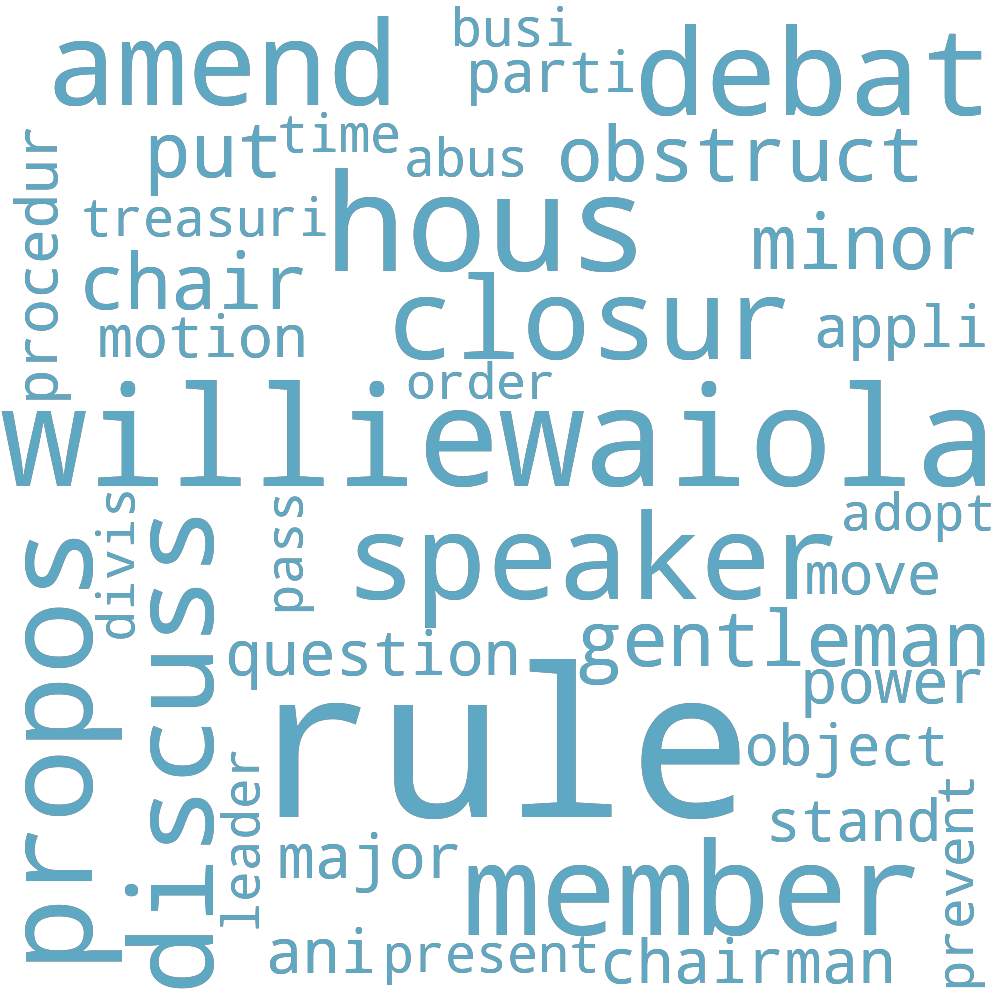 busi
amend
debat
parti
time
put
abus
obstruct
procedur
treasuri
hous
minor
chair
closur
motion
appli
order
williewaiola
divis
pass
adopt
speaker
move
propos
discuss
question
gentleman
power
rule
object
leader
stand
prevent
major
member
ani
present
chairman